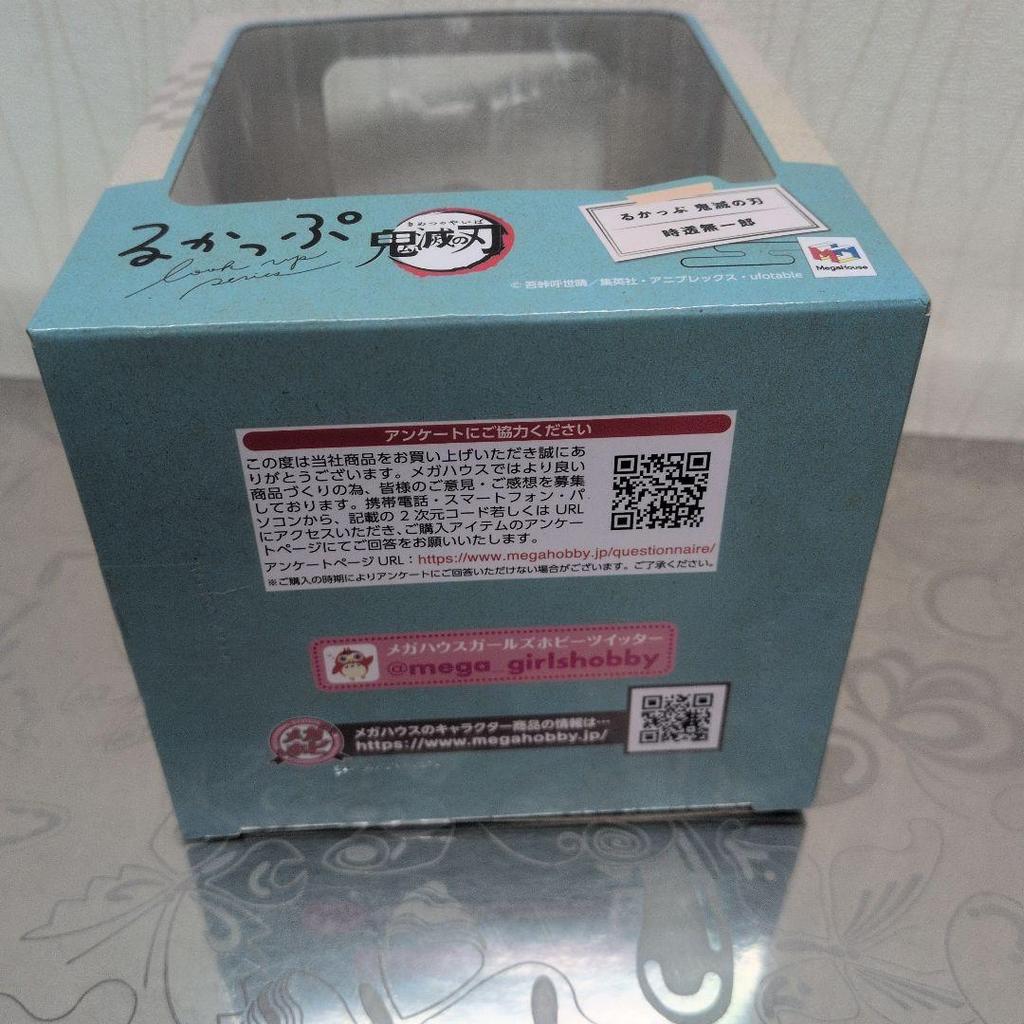 るかっぷ
look up
series
きめつのやいば
鬼滅の刃
るかっぷ 鬼滅の刃
時透無一郎
MegaHouse
© 吾峠呼世晴／集英社・アニプレックス・ufotable
アンケートにご協力ください
この度は当社商品をお買い上げいただき誠にあ
りがとうございます。メガハウスではより良い
商品づくりの為、皆様のご意見・ご感想を募集
しております。携帯電話・スマートフォン・パ
ソコンから、記載の 2 次元コード若しくは URL
にアクセスいただき、ご購入アイテムのアンケー
トページにてご回答をお願いいたします。
アンケートページ URL：https://www.megahobby.jp/questionnaire/
※ご購入の時期によりアンケートにご回答いただけない場合がございます。ご了承ください。
メガハウスガールズホビーツイッター
@mega_girlshobby
メガハウスのキャラクター商品の情報は…
https://www.megahobby.jp/